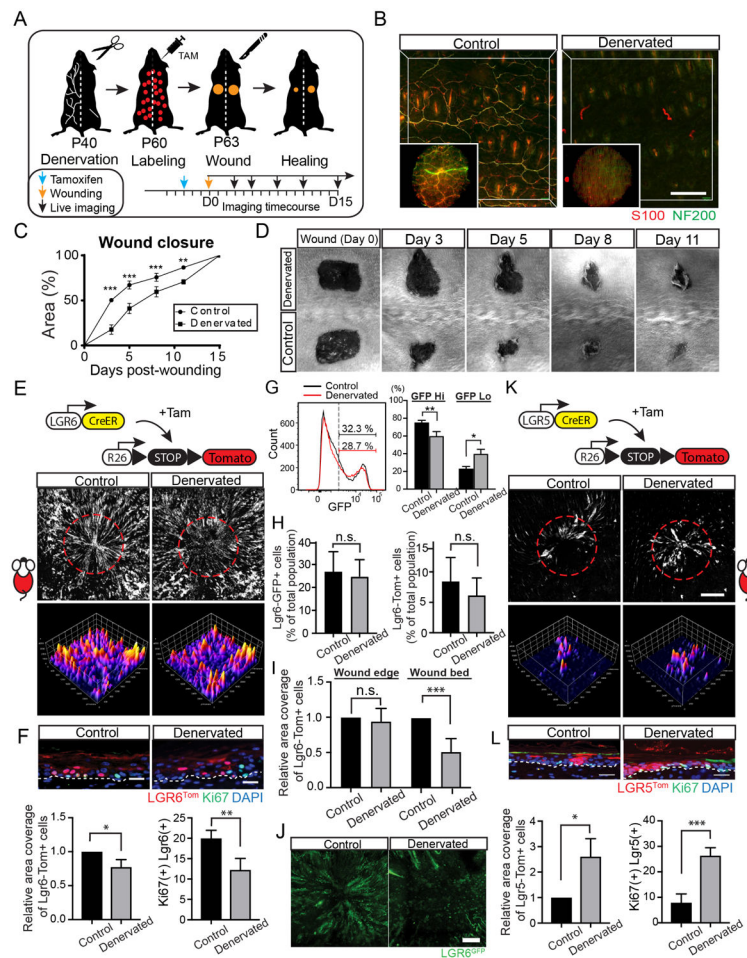 A
TAM
P40
P60
P63
Denervation
Labeling
Wound
Healing
Tamoxifen
Wounding
Live imaging
D0
Imaging timecourse
D15
B
Control
Denervated
S100 NF200
C
Wound closure
Area (%)
100
50
0
***
***
***
**
Control
Denervated
0
5
10
15
Days post-wounding
D
Wound (Day 0)
Day 3
Day 5
Day 8
Day 11
Denervated
Control
E
LGR6
CreER
+Tam
R26
STOP
Tomato
Control
Denervated
F
Control
Denervated
LGR6Tom Ki67 DAPI
Relative area coverage
of Lgr6-Tom+ cells
1.5
1.0
0.5
0.0
*
Control
Denervated
Ki67(+) Lgr6(+)
25
20
15
10
5
0
**
Control
Denervated
G
Control
Denervated
Count
600
400
200
0
32.3 %
28.7 %
GFP
(%)
GFP Hi
GFP Lo
100
80
60
40
20
0
**
*
Control
Denervated
Control
Denervated
H
Lgr6-GFP+ cells
(% of total population)
40
30
20
10
0
n.s.
Control
Denervated
Lgr6-Tom+ cells
(% of total population)
15
10
5
0
n.s.
Control
Denervated
I
Wound edge
Wound bed
Relative area coverage
of Lgr6-Tom+ cells
1.5
1.0
0.5
0.0
n.s.
***
Control
Denervated
Control
Denervated
J
Control
Denervated
LGR6GFP
K
LGR5
CreER
+Tam
R26
STOP
Tomato
Control
Denervated
L
Control
Denervated
LGR5Tom Ki67 DAPI
Relative area coverage
of Lgr5-Tom+ cells
5
4
3
2
1
0
*
Control
Denervated
Ki67(+) Lgr5(+)
40
30
20
10
0
***
Control
Denervated